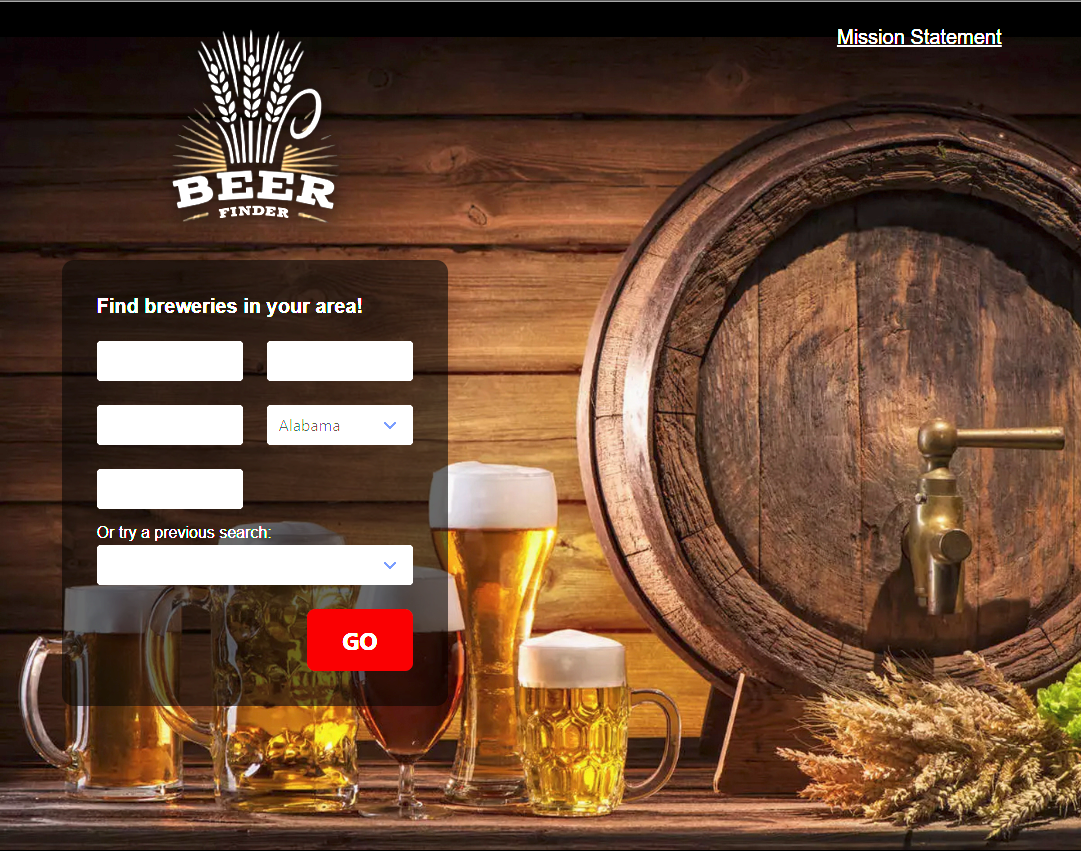 Mission Statement
BEER
FINDER
Find breweries in your area!
Alabama
Or try a previous search:
GO